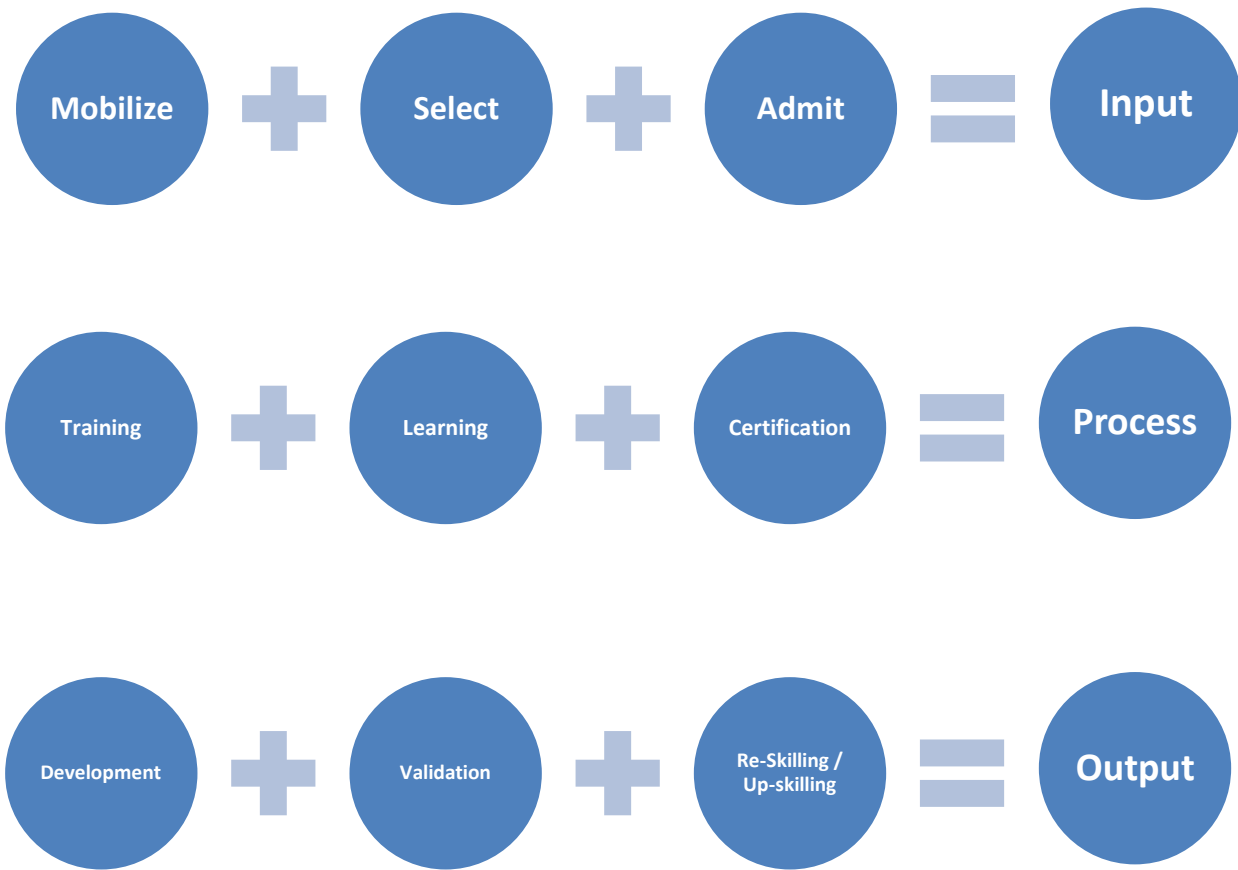 Mobilize
Select
Admit
Input
Training
Learning
Certification
Process
Development
Validation
Re-Skilling /
Up-skilling
Output